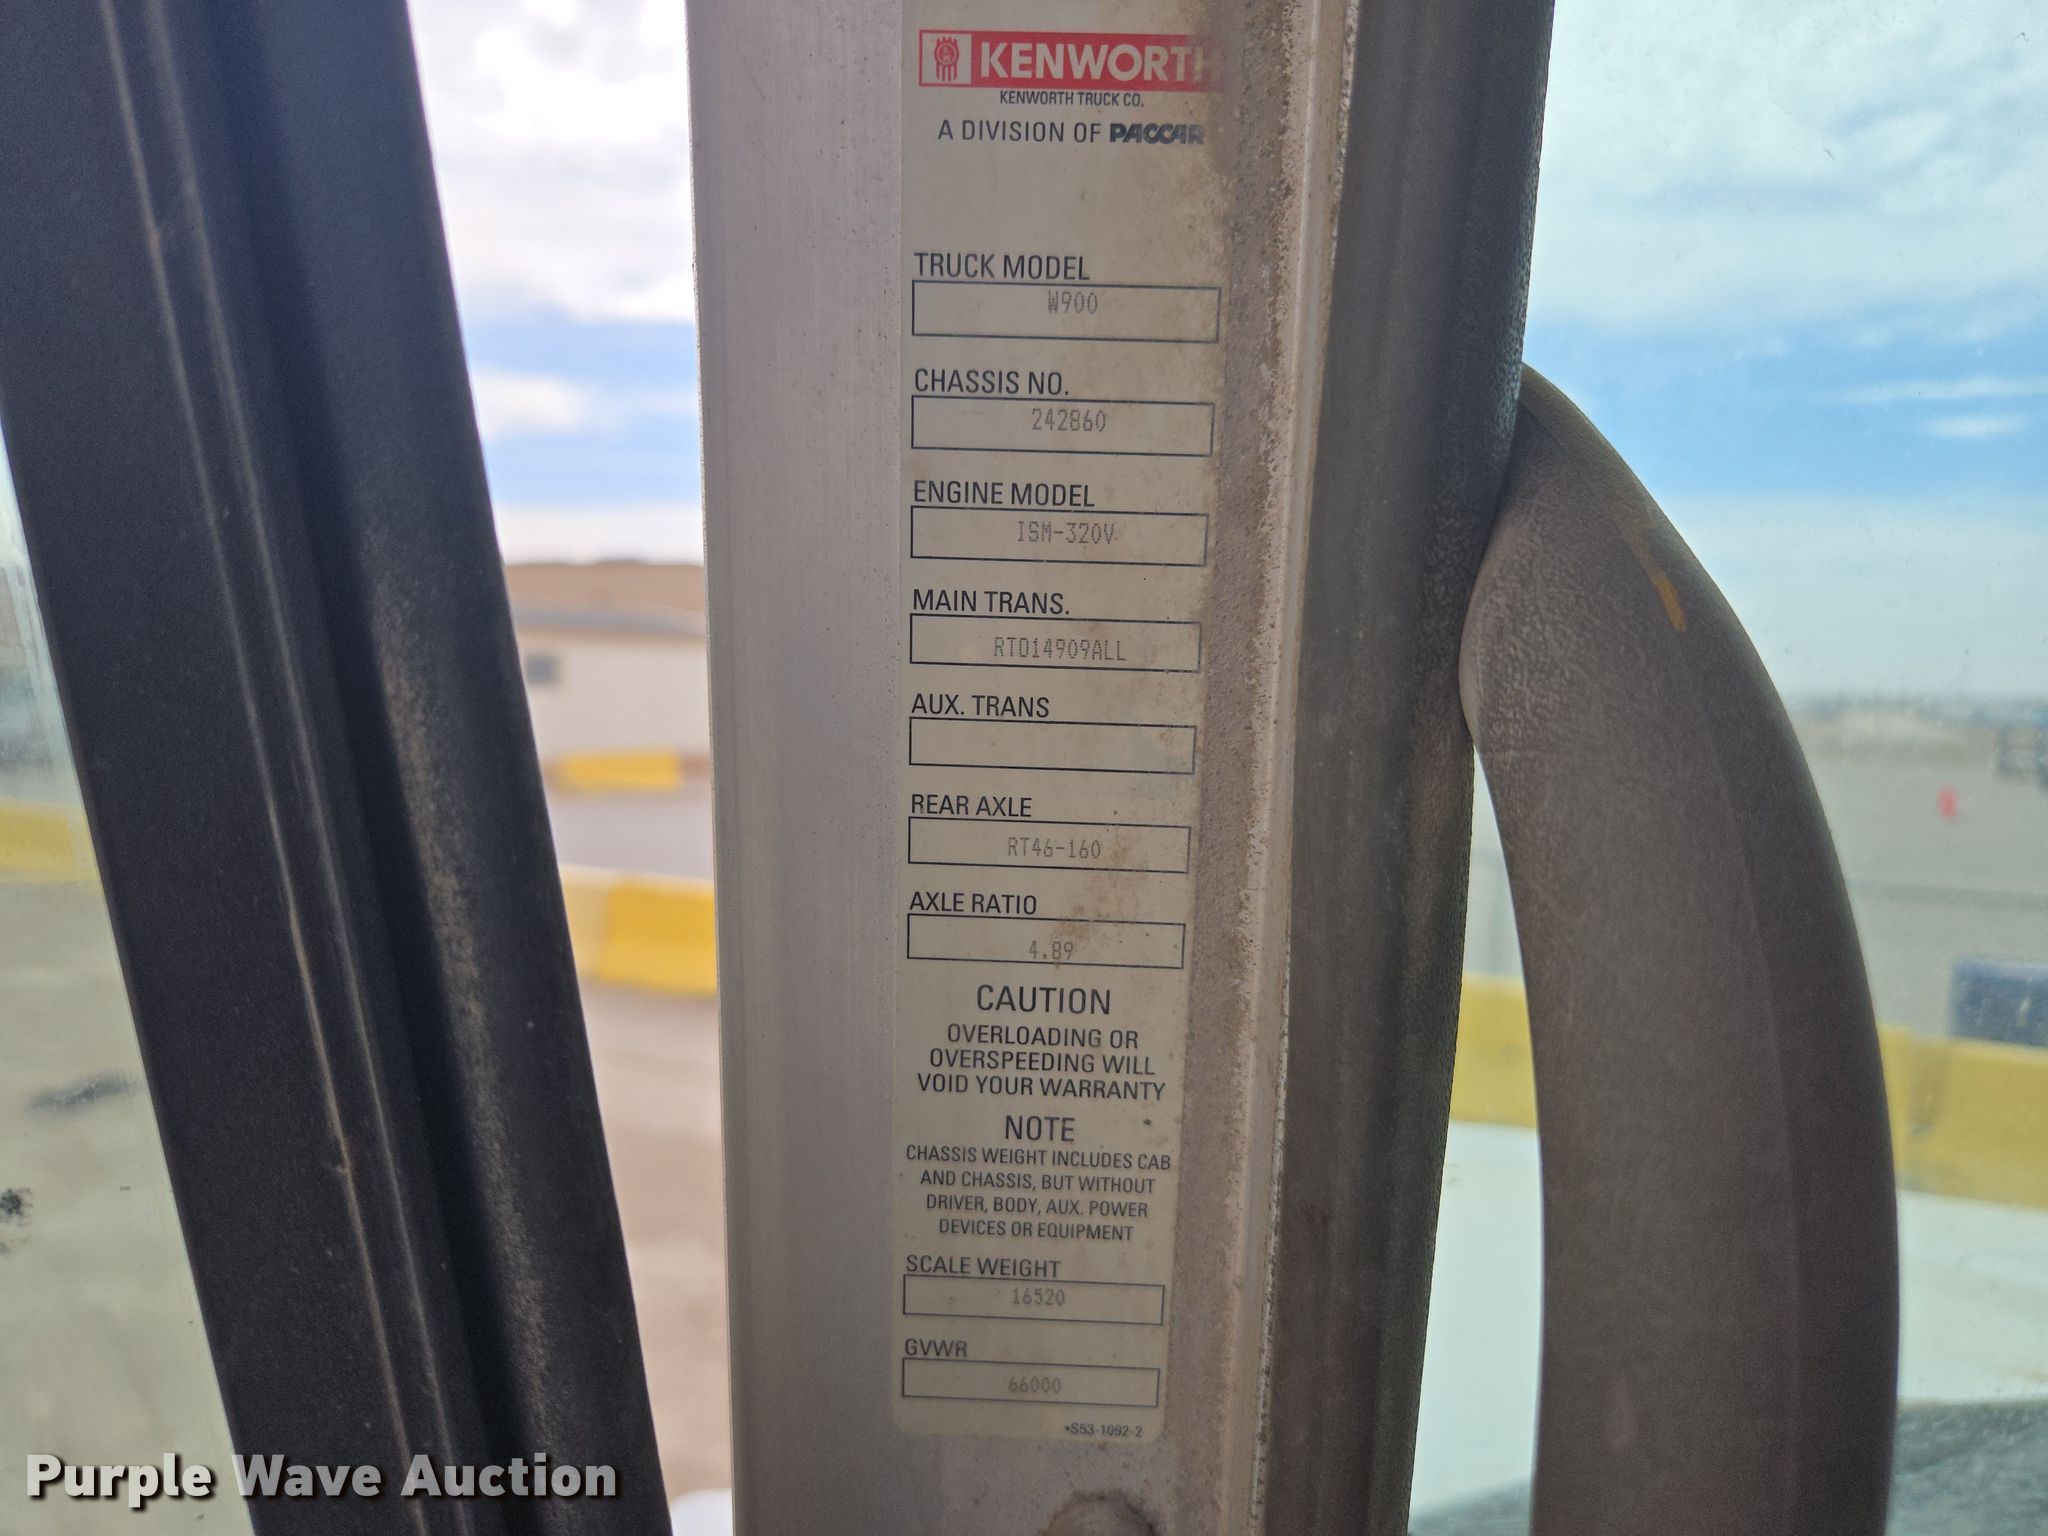 KENWORTH
KENWORTH TRUCK CO.
A DIVISION OF PACCAR
TRUCK MODEL
W900
CHASSIS NO.
242860
ENGINE MODEL
ISM-320V
MAIN TRANS.
RTO14909ALL
AUX. TRANS
REAR AXLE
RT46-160
AXLE RATIO
4.89
CAUTION
OVERLOADING OR
OVERSPEEDING WILL
VOID YOUR WARRANTY
NOTE
CHASSIS WEIGHT INCLUDES CAB
AND CHASSIS, BUT WITHOUT
DRIVER, BODY, AUX. POWER
DEVICES OR EQUIPMENT
SCALE WEIGHT
16520
GVWR
66000
*S53-1092-2
Purple Wave Auction